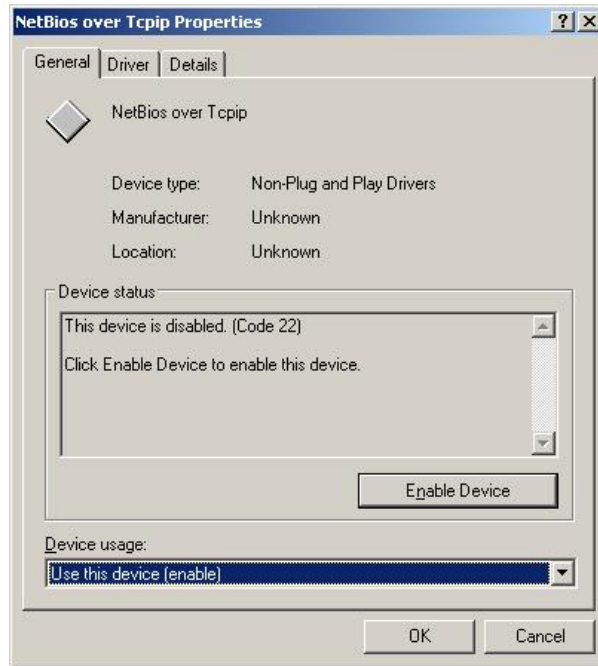 NetBios over Tcpip Properties
General Driver Details
NetBios over Tcpip
Device type: Non-Plug and Play Drivers
Manufacturer: Unknown
Location: Unknown
Device status
This device is disabled. (Code 22)
Click Enable Device to enable this device.
Enable Device
Device usage:
Use this device (enable)
OK Cancel